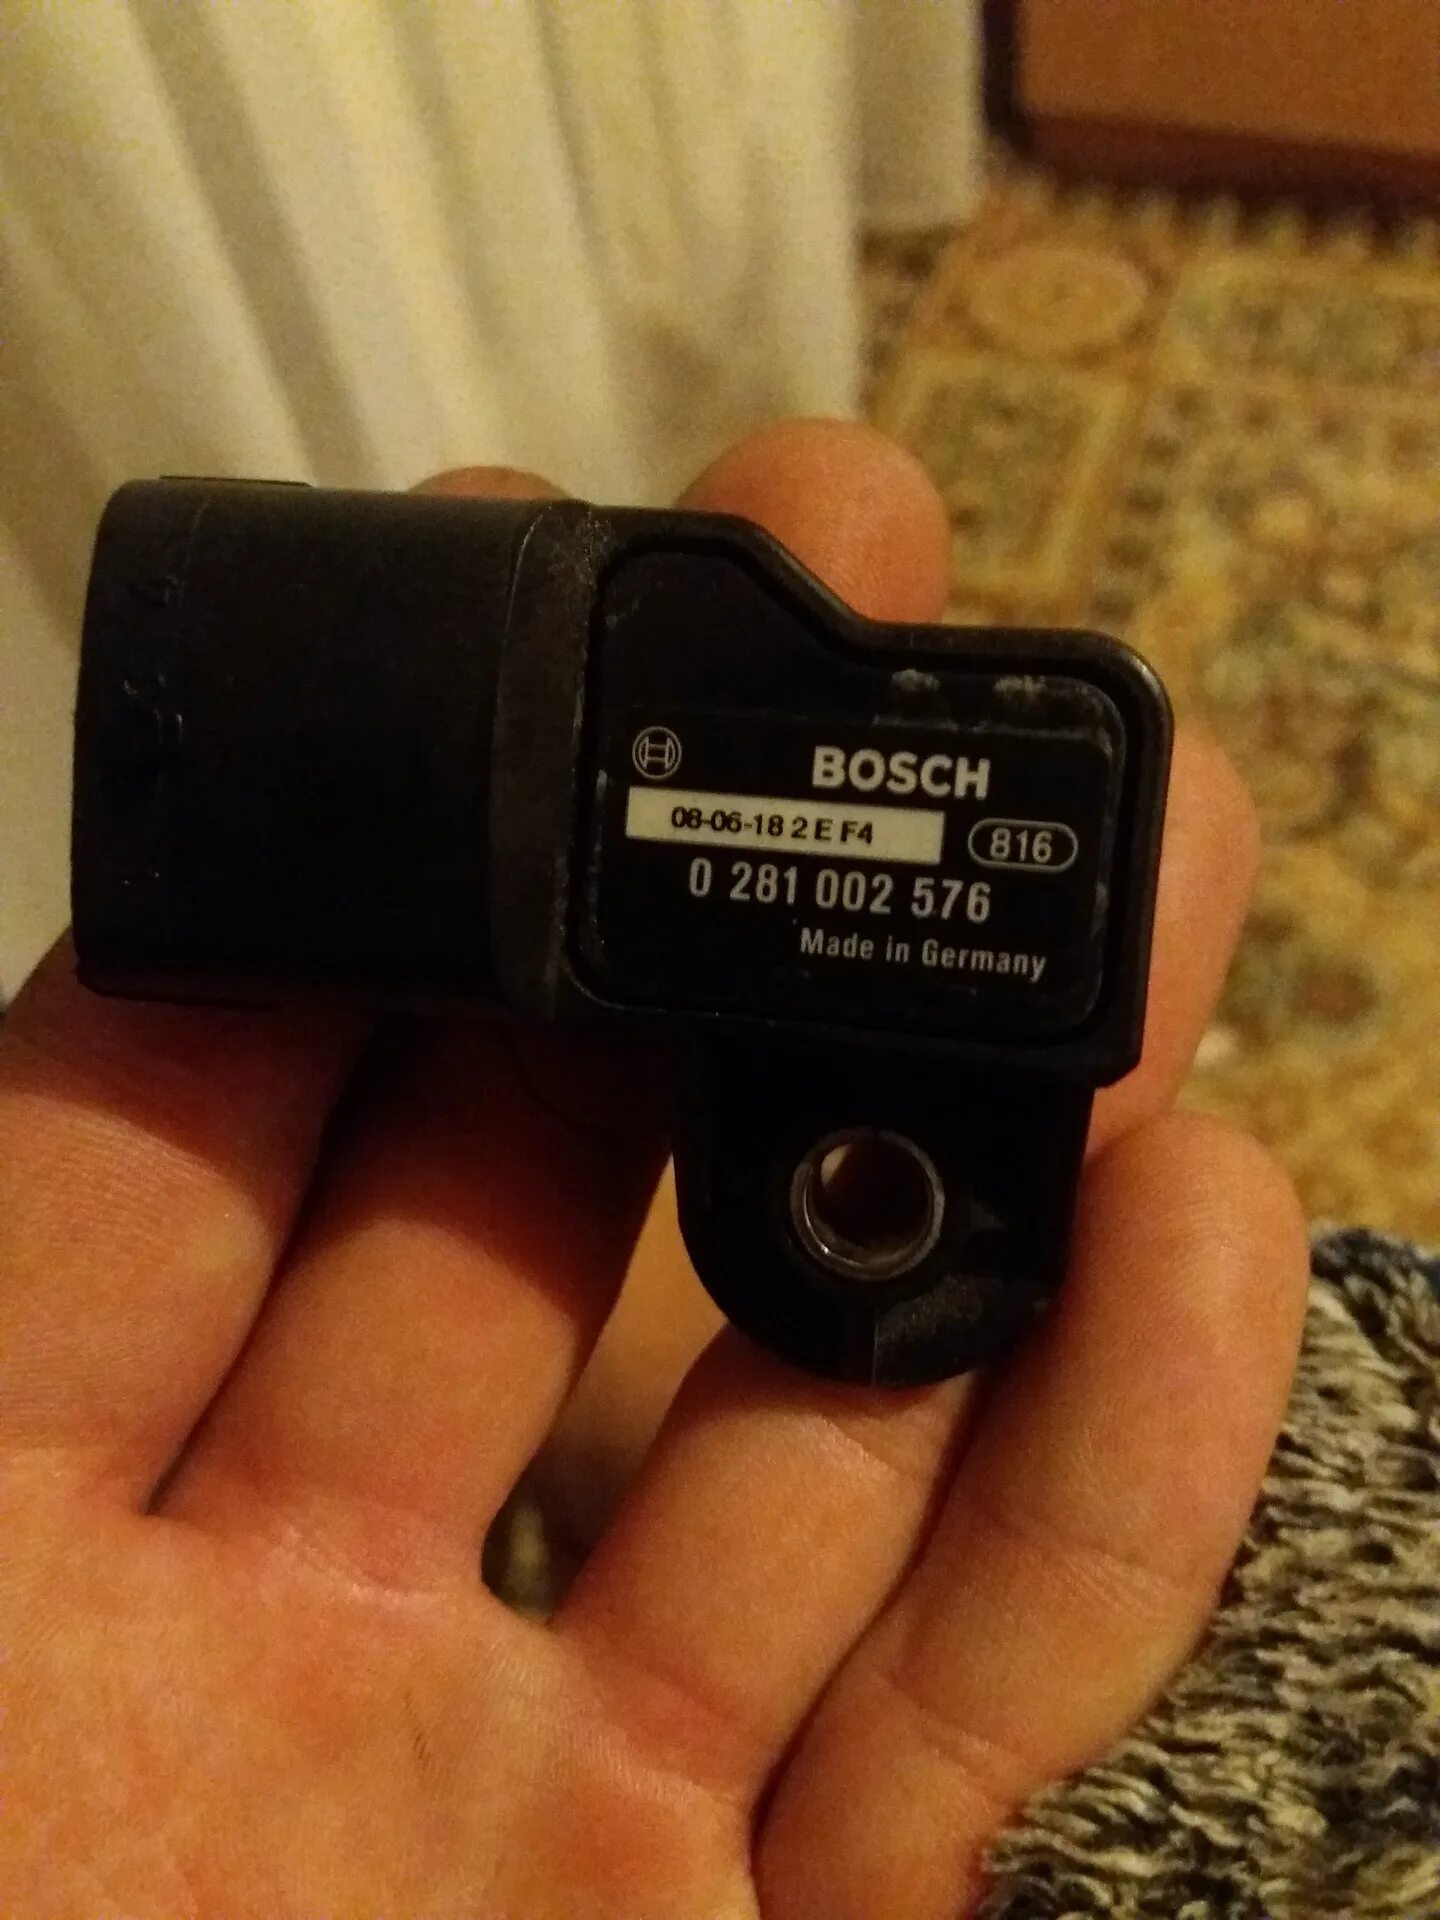 BOSCH
08-06-18 2 E F4
816
0 281 002 576
Made in Germany